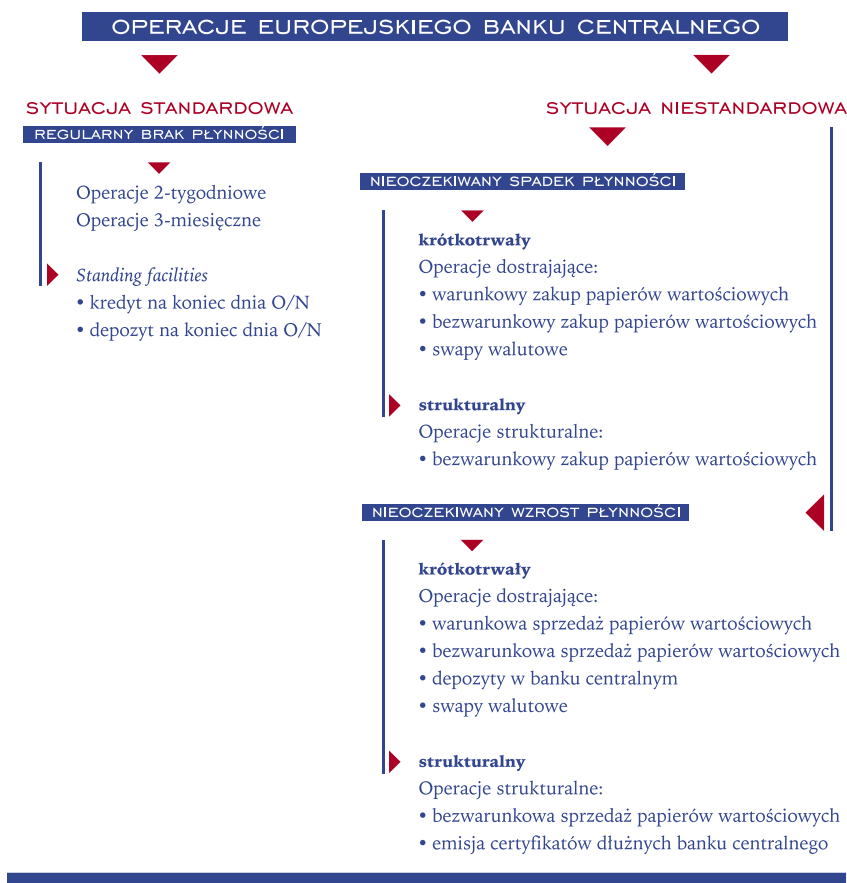 OPERACJE EUROPEJSKIEGO BANKU CENTRALNEGO
SYTUACJA STANDARDOWA
REGULARNY BRAK PŁYNNOŚCI
Operacje 2-tygodniowe
Operacje 3-miesięczne
Standing facilities
• kredyt na koniec dnia O/N
• depozyt na koniec dnia O/N
SYTUACJA NIESTANDARDOWA
NIEOCZEKIWANY SPADEK PŁYNNOŚCI
krótkotrwały
Operacje dostrajające:
• warunkowy zakup papierów wartościowych
• bezwarunkowy zakup papierów wartościowych
• swapy walutowe
strukturalny
Operacje strukturalne:
• bezwarunkowy zakup papierów wartościowych
NIEOCZEKIWANY WZROST PŁYNNOŚCI
krótkotrwały
Operacje dostrajające:
• warunkowa sprzedaż papierów wartościowych
• bezwarunkowa sprzedaż papierów wartościowych
• depozyty w banku centralnym
• swapy walutowe
strukturalny
Operacje strukturalne:
• bezwarunkowa sprzedaż papierów wartościowych
• emisja certyfikatów dłużnych banku centralnego